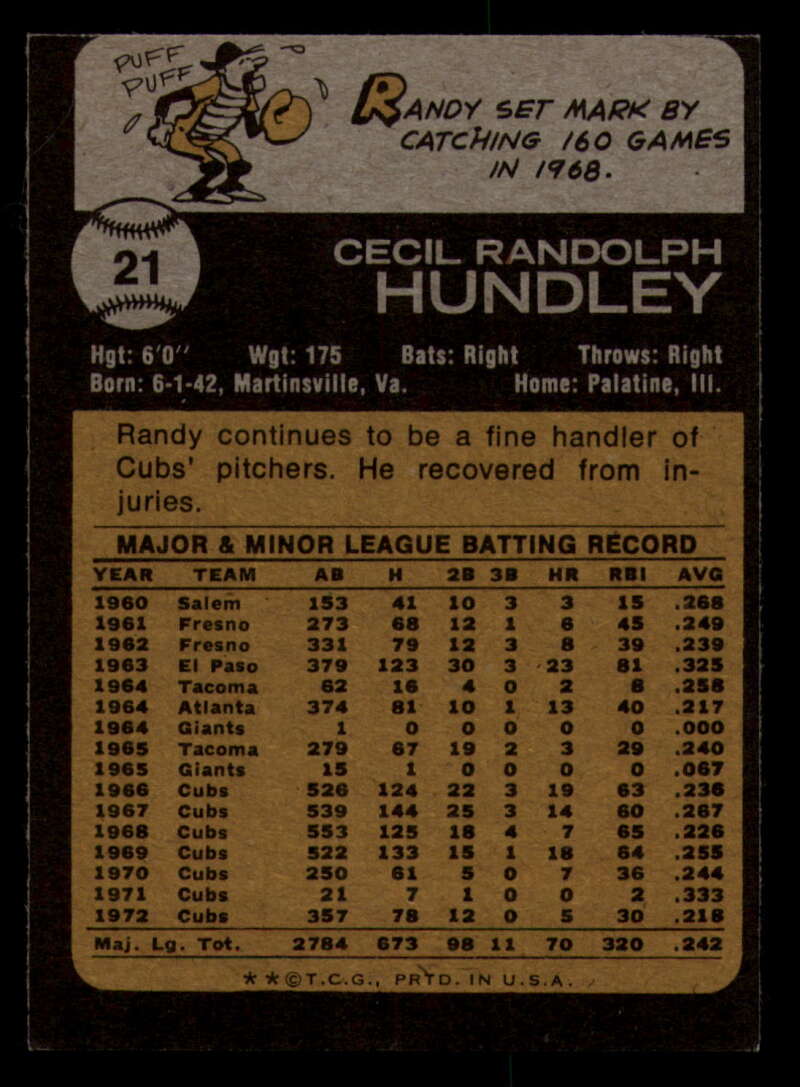 PUFF
PUFF
RANDY SET MARK BY
CATCHING 160 GAMES
IN 1968.
21
CECIL RANDOLPH
HUNDLEY
Hgt: 6'0" Wgt: 175 Bats: Right Throws: Right
Born: 6-1-42, Martinsville, Va. Home: Palatine, Ill.
Randy continues to be a fine handler of
Cubs' pitchers. He recovered from in-
juries.
MAJOR & MINOR LEAGUE BATTING RECORD
YEAR TEAM AB H 2B 3B HR RBI AVG
1960 Salem 153 41 10 3 3 15 .268
1961 Fresno 273 68 12 1 6 45 .249
1962 Fresno 331 79 12 3 8 39 .239
1963 El Paso 379 123 30 3 23 81 .325
1964 Tacoma 62 16 4 0 2 8 .258
1964 Atlanta 374 81 10 1 13 40 .217
1964 Giants 1 0 0 0 0 0 .000
1965 Tacoma 279 67 19 2 3 29 .240
1965 Giants 15 1 0 0 0 0 .067
1966 Cubs 526 124 22 3 19 63 .236
1967 Cubs 539 144 25 3 14 60 .267
1968 Cubs 553 125 18 4 7 65 .226
1969 Cubs 522 133 15 1 18 64 .255
1970 Cubs 250 61 5 0 7 36 .244
1971 Cubs 21 7 1 0 0 2 .333
1972 Cubs 357 78 12 0 5 30 .218
Maj. Lg. Tot. 2784 673 98 11 70 320 .242
* * © T.C.G., PRTD. IN U.S.A.